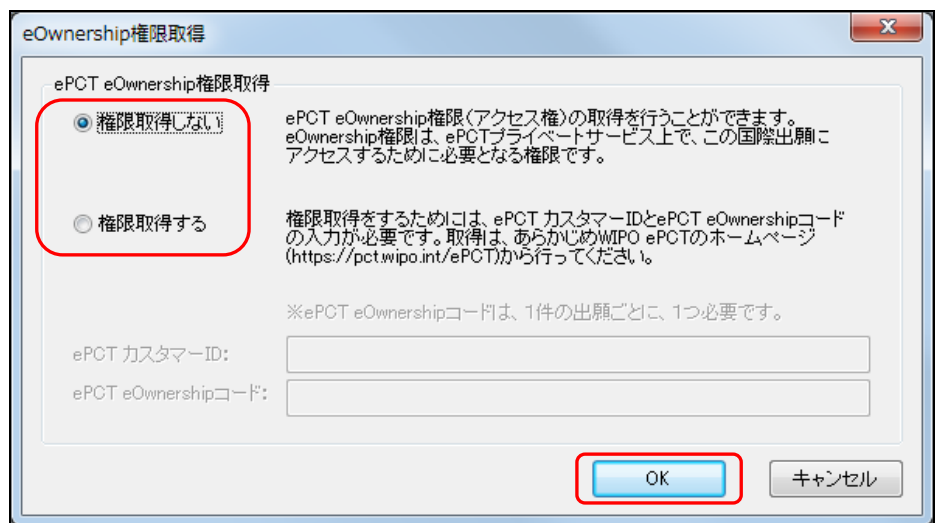 eOwnership権限取得
ePCT eOwnership権限取得
権限取得しない
ePCT eOwnership権限(アクセス権)の取得を行うことができます。
eOwnership権限は、ePCTプライベートサービス上で、この国際出願に
アクセスするために必要となる権限です。
権限取得する
権限取得をするためには、ePCT カスタマーIDとePCT eOwnershipコード
の入力が必要です。取得は、あらかじめWIPO ePCTのホームページ
(https://pct.wipo.int/ePCT)から行ってください。
※ePCT eOwnershipコードは、1件の出願ごとに、1つ必要です。
ePCT カスタマーID:
ePCT eOwnershipコード:
OK
キャンセル